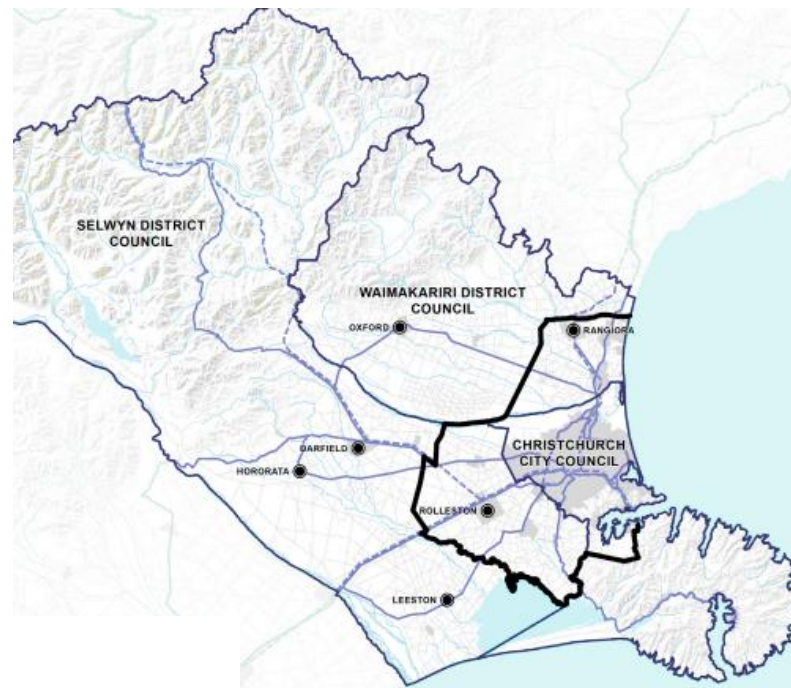 SELWYN DISTRICT
COUNCIL
WAIMAKARIRI DISTRICT
COUNCIL
OXFORD
RANGIORA
CHRISTCHURCH
CITY COUNCIL
DARFIELD
HORORATA
ROLLESTON
LEESTON